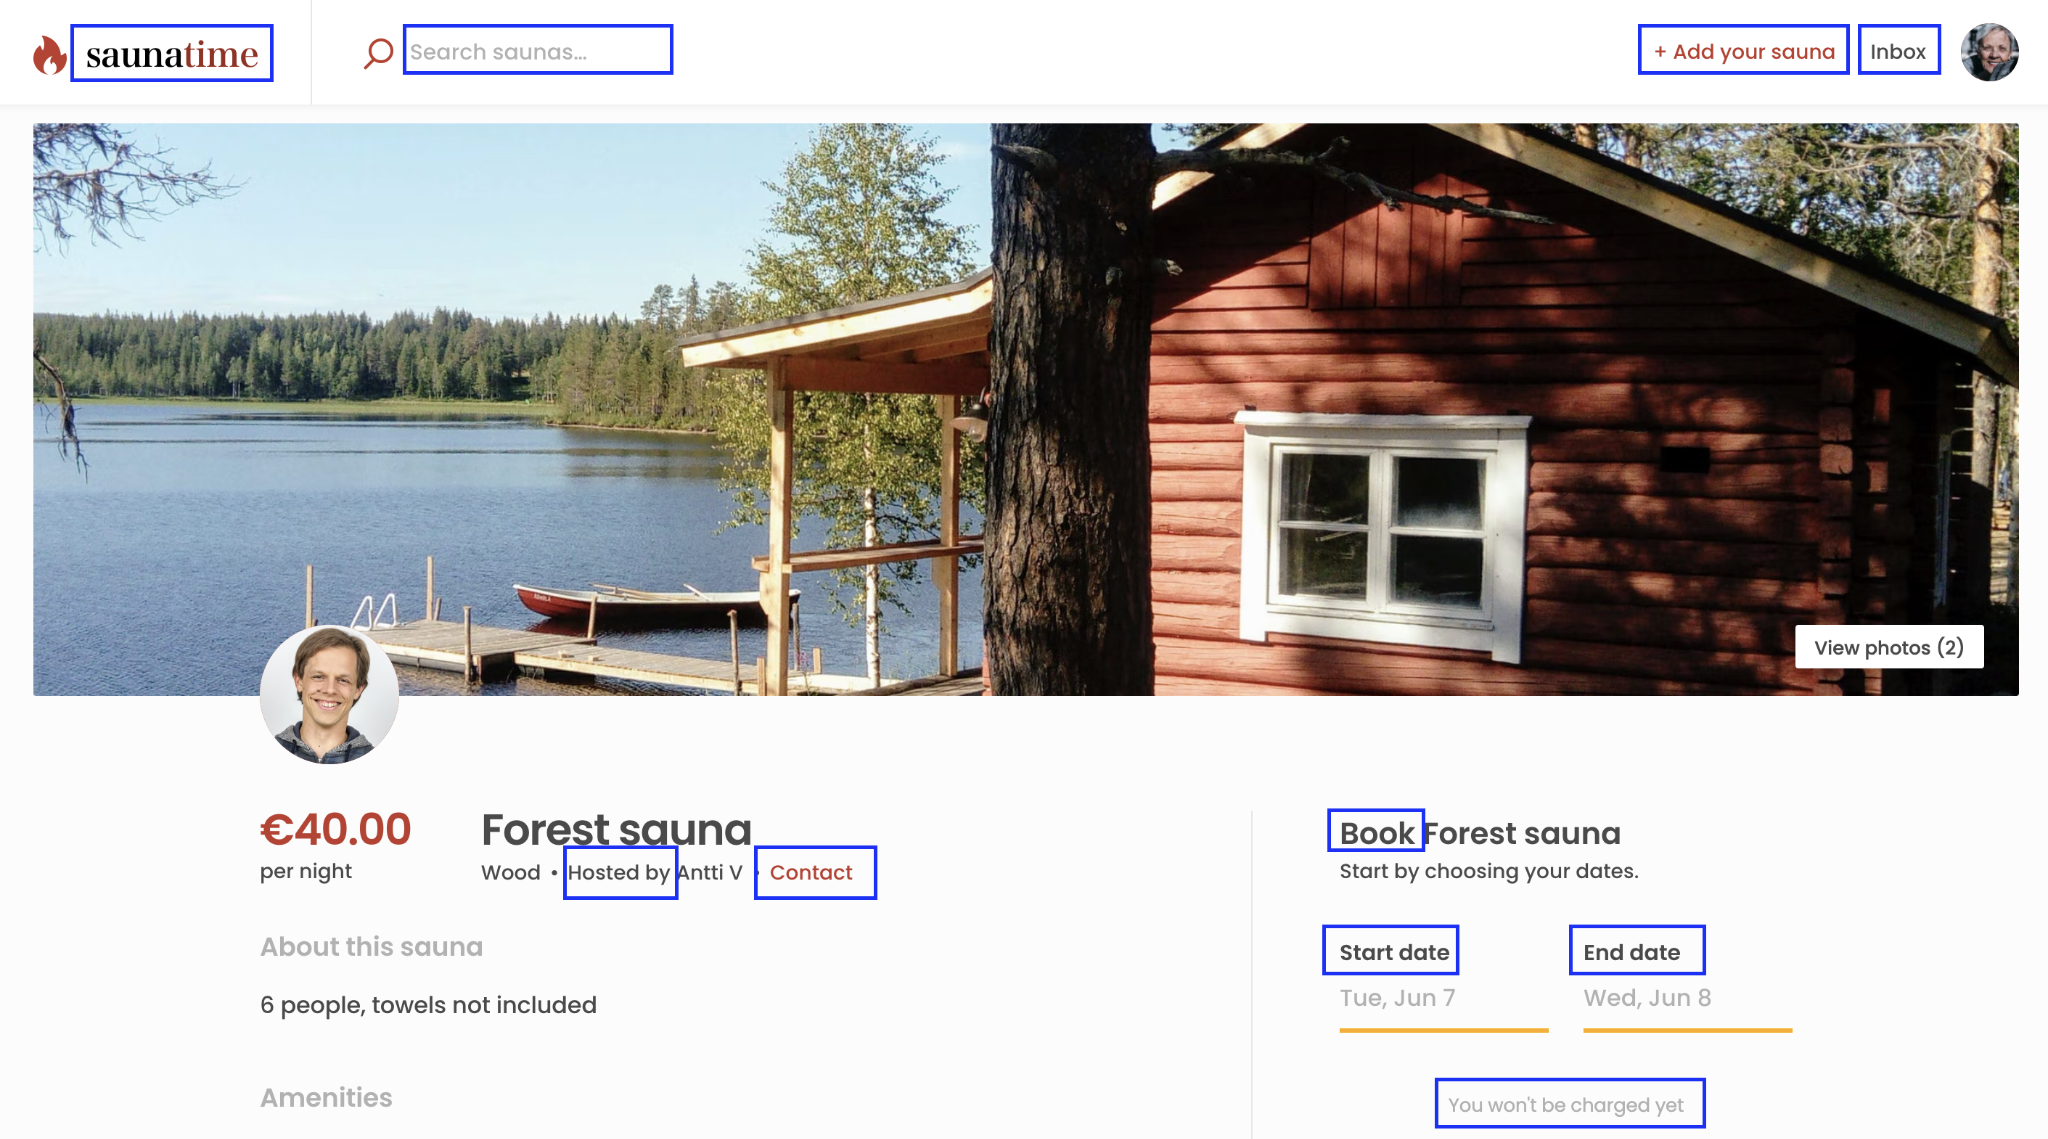 saunatime
Search saunas...
+ Add your sauna
Inbox
View photos (2)
€40.00
per night
Forest sauna
Wood • Hosted by Antti V • Contact
About this sauna
6 people, towels not included
Amenities
Book Forest sauna
Start by choosing your dates.
Start date
End date
Tue, Jun 7
Wed, Jun 8
You won't be charged yet